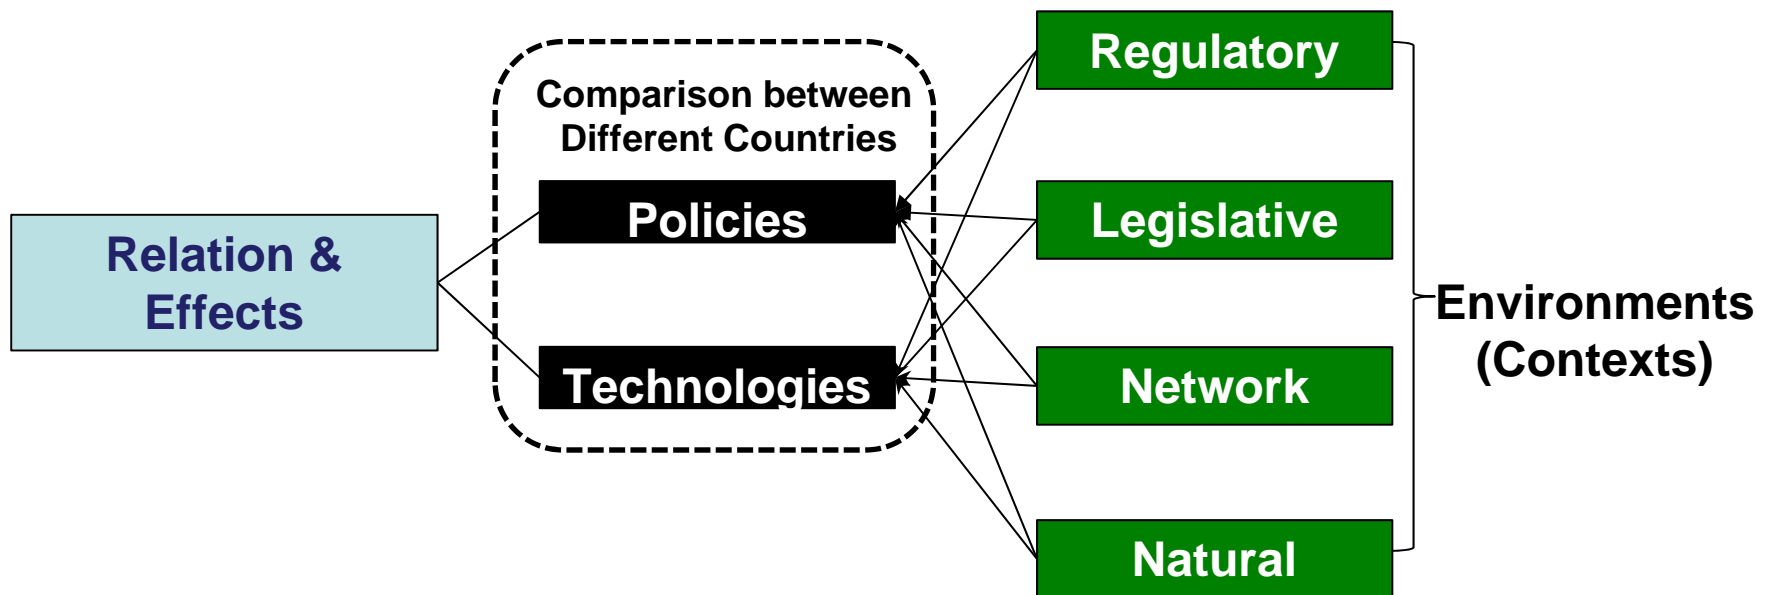 Relation &
Effects
Comparison between
Different Countries
Policies
Technologies
Regulatory
Legislative
Network
Natural
Environments
(Contexts)